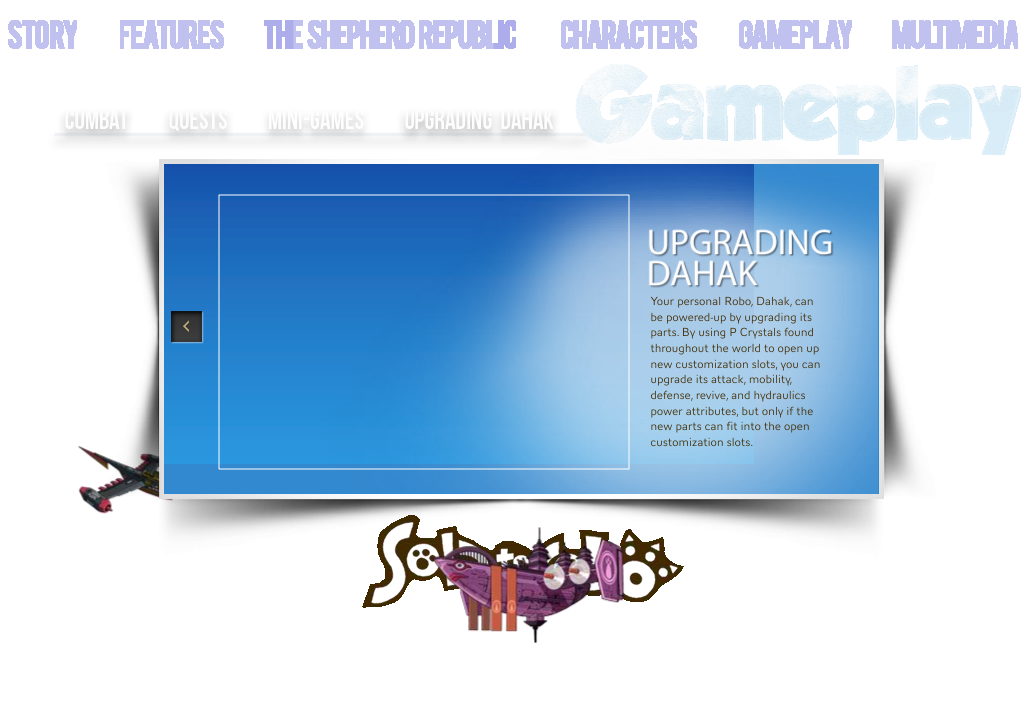 STORY FEATURES THE SHEPHERD REPUBLIC CHARACTERS GAMEPLAY MULTIMEDIA
Gameplay
COMBAT QUESTS MINI-GAMES UPGRADING DAHAK
UPGRADING
DAHAK
Your personal Robo, Dahak, can
be powered-up by upgrading its
parts. By using P Crystals found
throughout the world to open up
new customization slots, you can
upgrade its attack, mobility,
defense, revive, and hydraulics
power attributes, but only if the
new parts can fit into the open
customization slots.